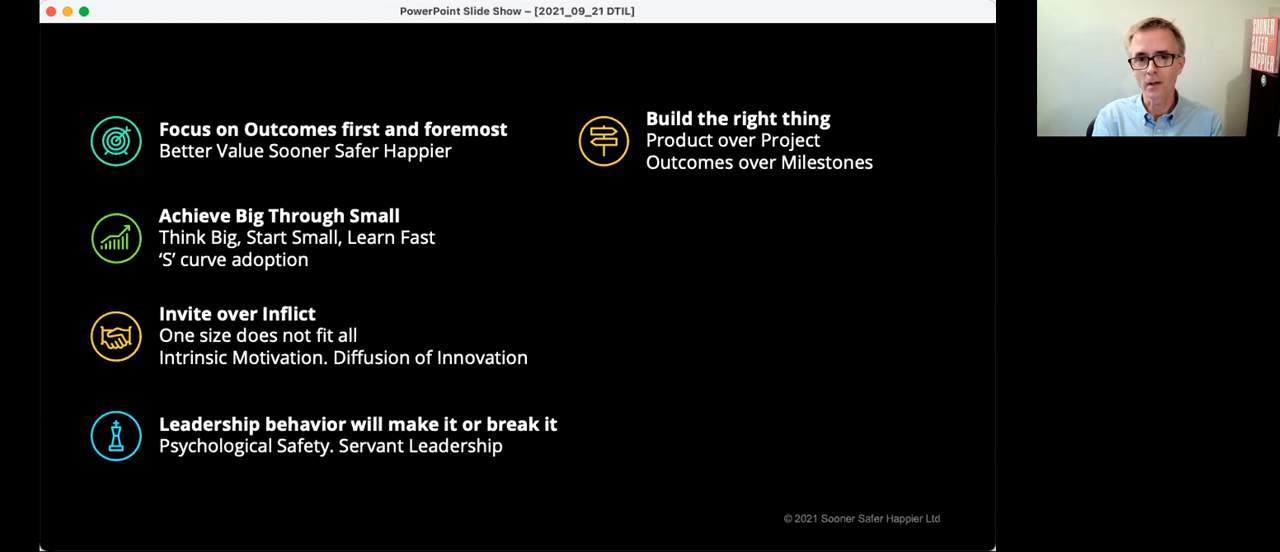 PowerPoint Slide Show – [2021_09_21 DTIL]
Focus on Outcomes first and foremost
Better Value Sooner Safer Happier
Achieve Big Through Small
Think Big, Start Small, Learn Fast
‘S’ curve adoption
Invite over Inflict
One size does not fit all
Intrinsic Motivation. Diffusion of Innovation
Leadership behavior will make it or break it
Psychological Safety. Servant Leadership
Build the right thing
Product over Project
Outcomes over Milestones
© 2021 Sooner Safer Happier Ltd
SOONER
SAFER
HAPPIER